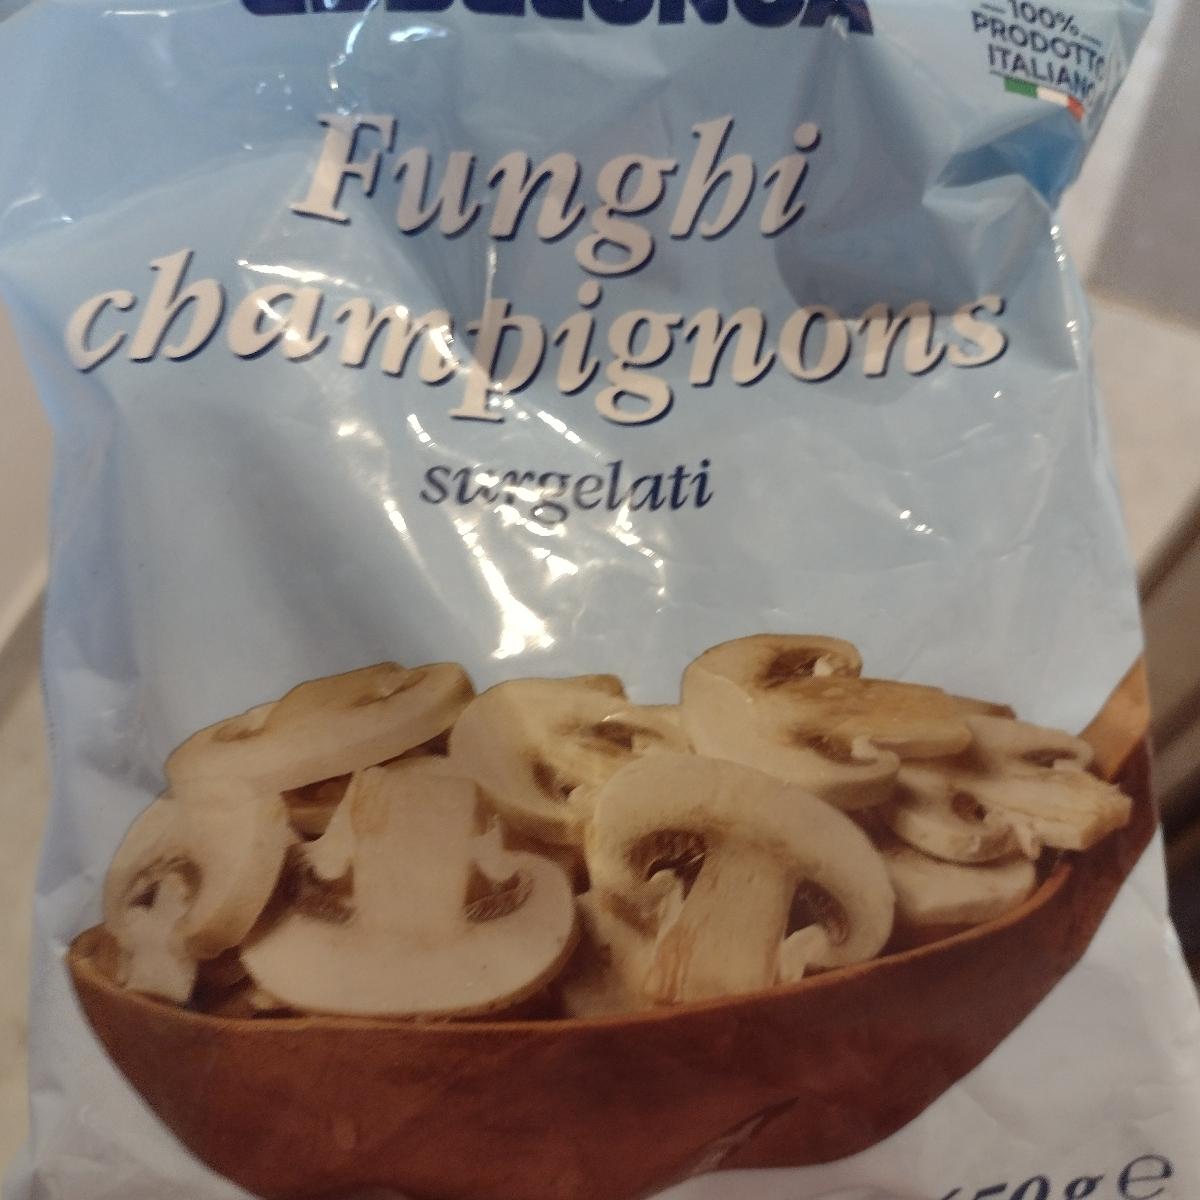 100%
PRODOTTO
ITALIANO
Funghi
champignons
surgelati